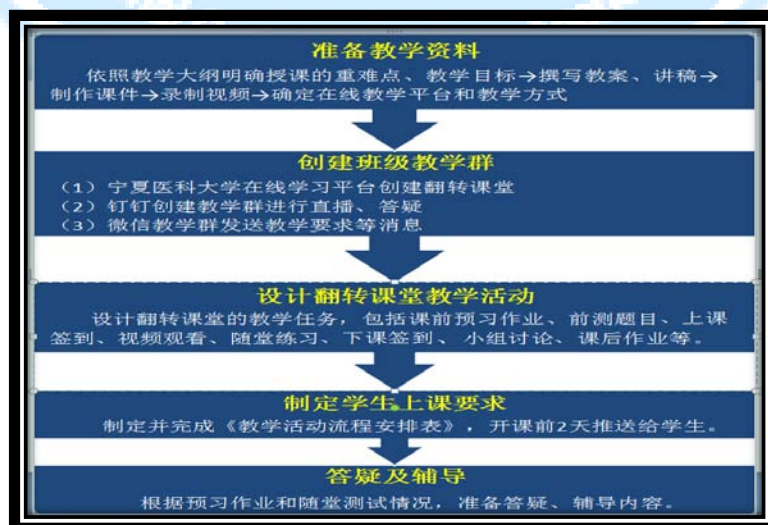 准备教学资料
依照教学大纲明确授课的重难点、教学目标→撰写教案、讲稿→
制作课件→录制视频→确定在线教学平台和教学方式
创建班级教学群
（1）宁夏医科大学在线学习平台创建翻转课堂
（2）钉钉创建教学群进行直播、答疑
（3）微信教学群发送教学要求等消息
设计翻转课堂教学活动
设计翻转课堂的教学任务，包括课前预习作业、前测题目、上课
签到、视频观看、随堂练习、下课签到、小组讨论、课后作业等。
制定学生上课要求
制定并完成《教学活动流程安排表》，开课前2天推送给学生。
答疑及辅导
根据预习作业和随堂测试情况，准备答疑、辅导内容。